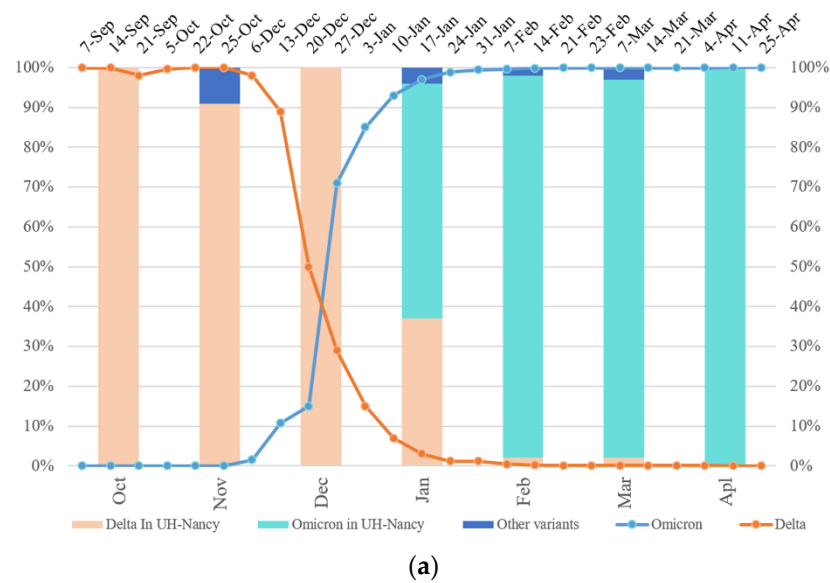 7-Sep 14-Sep 21-Sep 5-Oct 22-Oct 25-Oct 6-Dec 13-Dec 20-Dec 27-Dec 3-Jan 10-Jan 17-Jan 24-Jan 31-Jan 7-Feb 14-Feb 21-Feb 23-Feb 7-Mar 14-Mar 21-Mar 4-Apr 11-Apr 25-Apr
100% 100%
90% 90%
80% 80%
70% 70%
60% 60%
50% 50%
40% 40%
30% 30%
20% 20%
10% 10%
0% 0%
Oct Nov Dec Jan Feb Mar Apl
Delta In UH-Nancy Omicron in UH-Nancy Other variants Omicron Delta
(a)